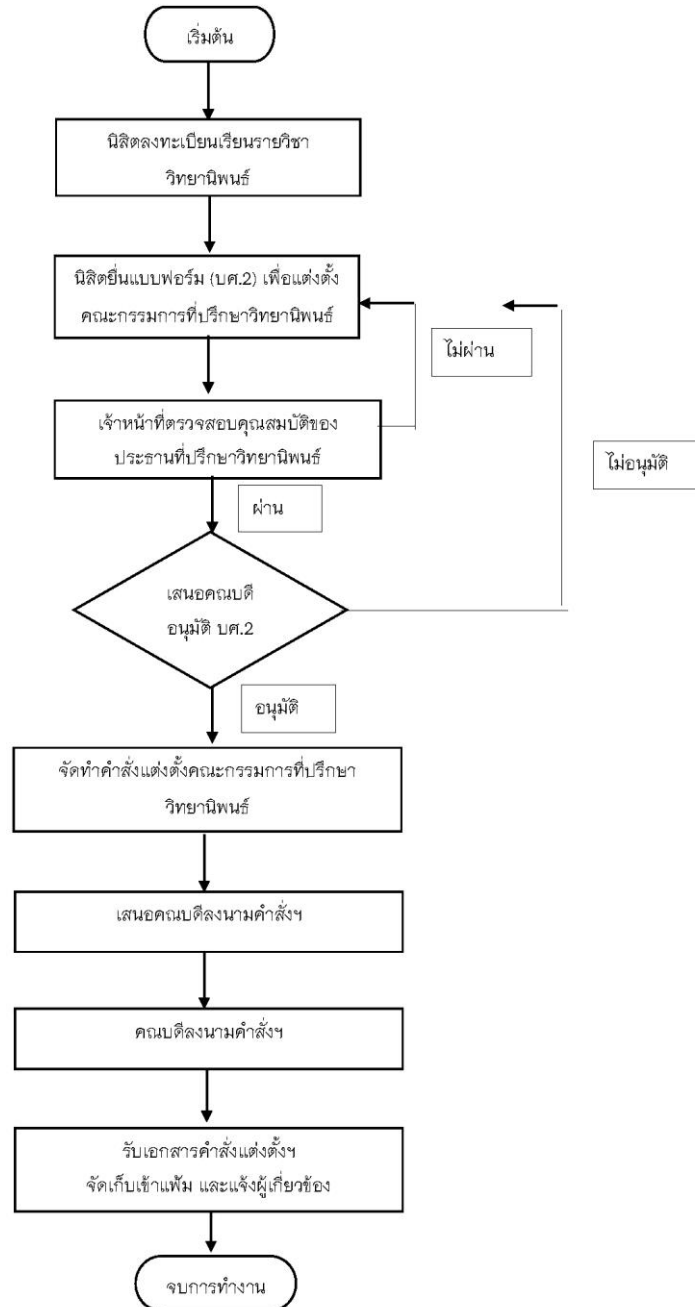 เริ่มต้น
นิสิตลงทะเบียนเรียนรายวิชา
วิทยานิพนธ์
นิสิตยื่นแบบฟอร์ม (บศ.2) เพื่อแต่งตั้ง
คณะกรรมการที่ปรึกษาวิทยานิพนธ์
ไม่ผ่าน
เจ้าหน้าที่ตรวจสอบคุณสมบัติของ
ประธานที่ปรึกษาวิทยานิพนธ์
ไม่อนุมัติ
ผ่าน
เสนอคณบดี
อนุมัติ บศ.2
อนุมัติ
จัดทำคำสั่งแต่งตั้งคณะกรรมการที่ปรึกษา
วิทยานิพนธ์
เสนอคณบดีลงนามคำสั่งฯ
คณบดีลงนามคำสั่งฯ
รับเอกสารคำสั่งแต่งตั้งฯ
จัดเก็บเข้าแฟ้ม และแจ้งผู้เกี่ยวข้อง
จบการทำงาน